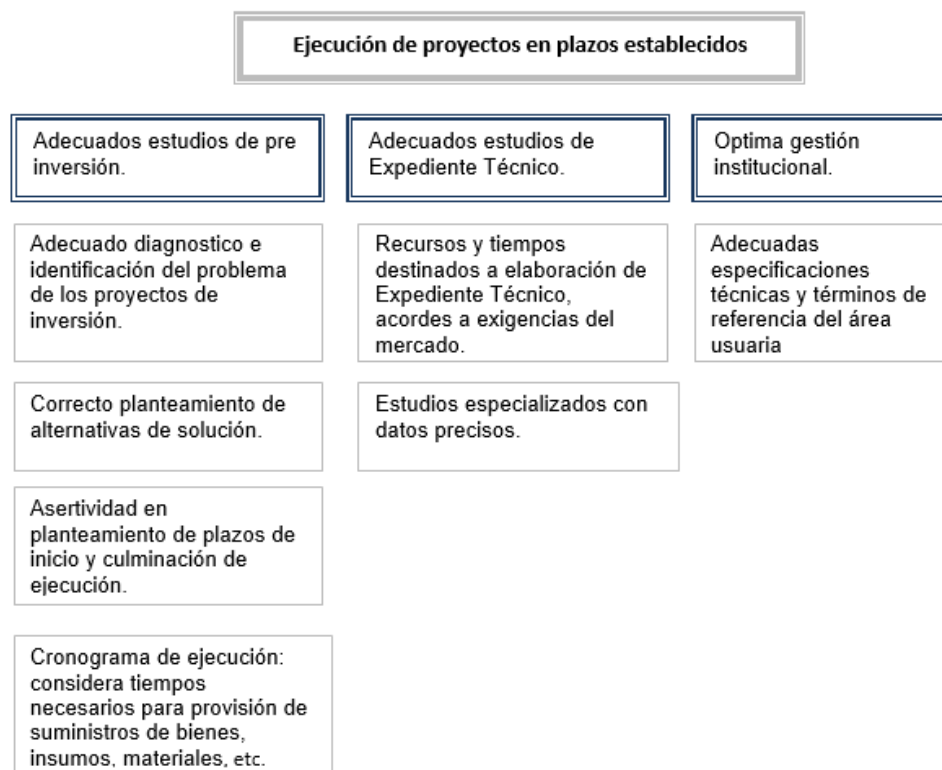 Ejecución de proyectos en plazos establecidos
Adecuados estudios de pre
inversión.
Adecuados estudios de
Expediente Técnico.
Optima gestión
institucional.
Adecuado diagnostico e
identificación del problema
de los proyectos de
inversión.
Recursos y tiempos
destinados a elaboración de
Expediente Técnico,
acordes a exigencias del
mercado.
Adecuadas
especificaciones
técnicas y términos de
referencia del área
usuaria
Correcto planteamiento de
alternativas de solución.
Estudios especializados con
datos precisos.
Asertividad en
planteamiento de plazos de
inicio y culminación de
ejecución.
Cronograma de ejecución:
considera tiempos
necesarios para provisión de
suministros de bienes,
insumos, materiales, etc.